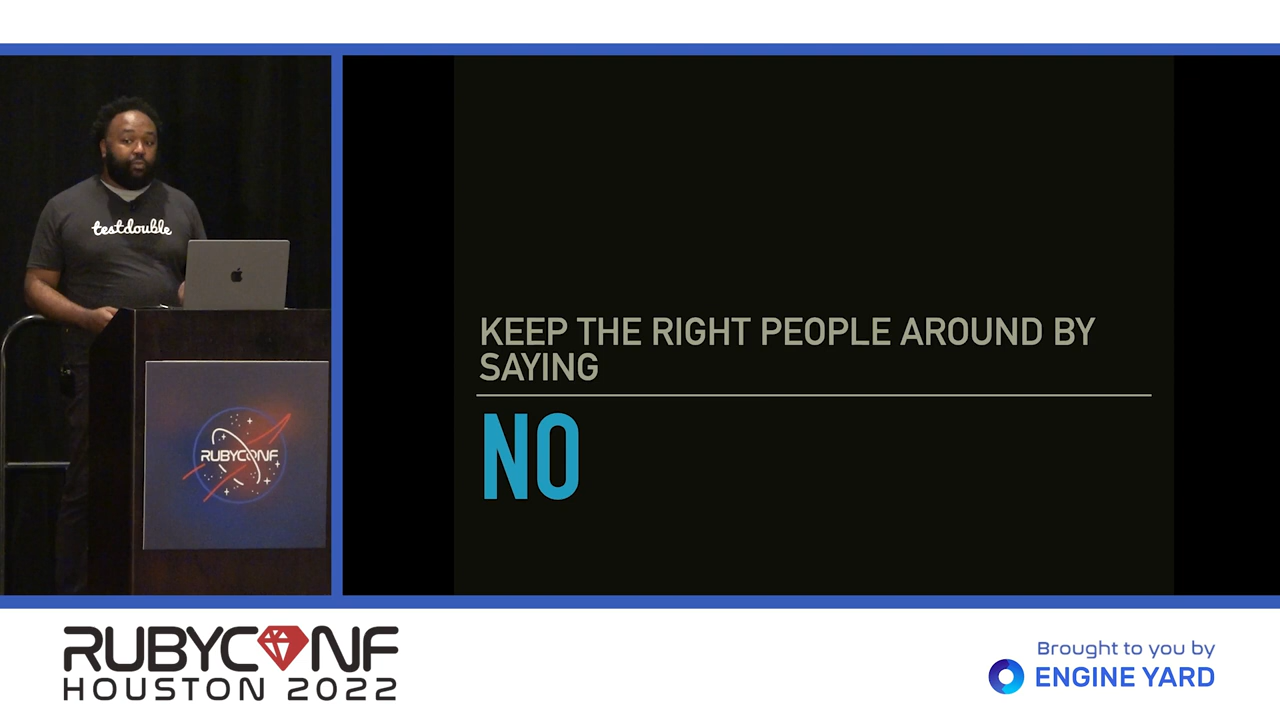 testdouble
RUBYCONF
KEEP THE RIGHT PEOPLE AROUND BY
SAYING
NO
RUBYCONF
HOUSTON 2022
Brought to you by
ENGINE YARD